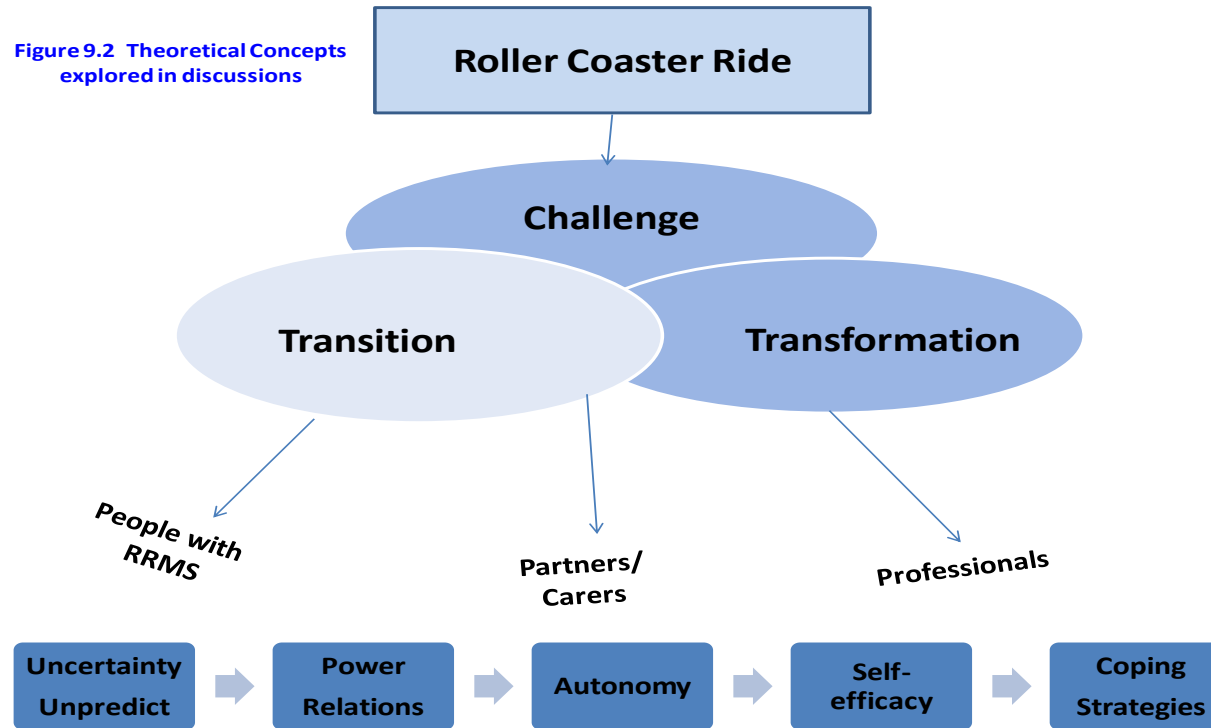 Figure 9.2 Theoretical Concepts
explored in discussions
Roller Coaster Ride
Challenge
Transition
Transformation
People with
RRMS
Partners/
Carers
Professionals
Uncertainty
Unpredict
Power
Relations
Autonomy
Self-
efficacy
Coping
Strategies